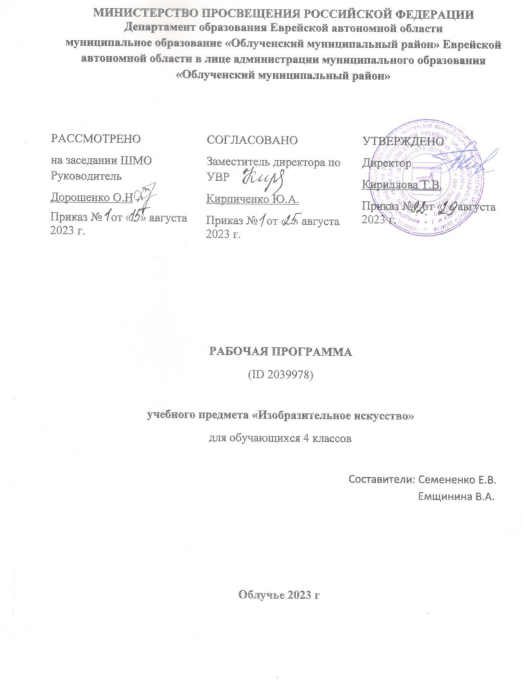 МИНИСТЕРСТВО ПРОСВЕЩЕНИЯ РОССИЙСКОЙ ФЕДЕРАЦИИ
Департамент образования Еврейской автономной области
муниципальное образование «Облученский муниципальный район» Еврейской
автономной области в лице администрации муниципального образования
«Облученский муниципальный район»
РАССМОТРЕНО
на заседании ШМО
Руководитель
Дорошенко О.Н
Приказ №1 от «15» августа
2023 г.
СОГЛАСОВАНО
Заместитель директора по
УВР
Кирпиченко Ю.А.
Приказ №1 от «25 августа
2023 г.
УТВЕРЖДЕНО
Директор
Кириллова Т.В.
Приказ № от «29 августа
2023 г.
РАБОЧАЯ ПРОГРАММА
(ID 2039978)
учебного предмета «Изобразительное искусство»
для обучающихся 4 классов
Составители: Семененко Е.В.
Емщинина В.А.
Облучье 2023 г